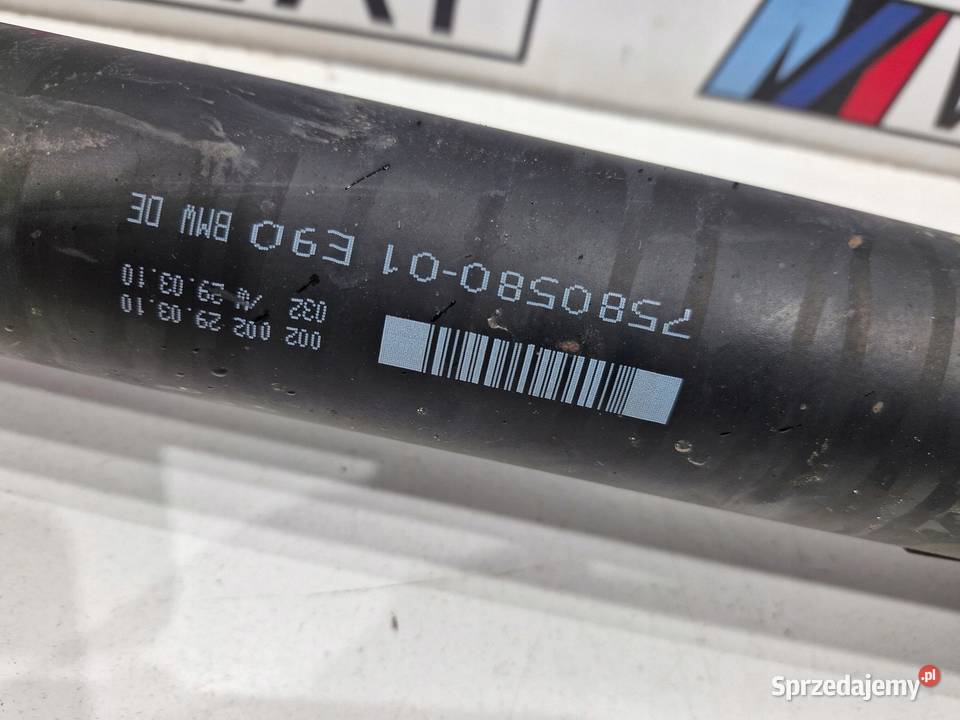 002 002 29.03.10
032 /W 29.03.10
7580580-01 E90 BMW DE
Sprzedajemy.pl